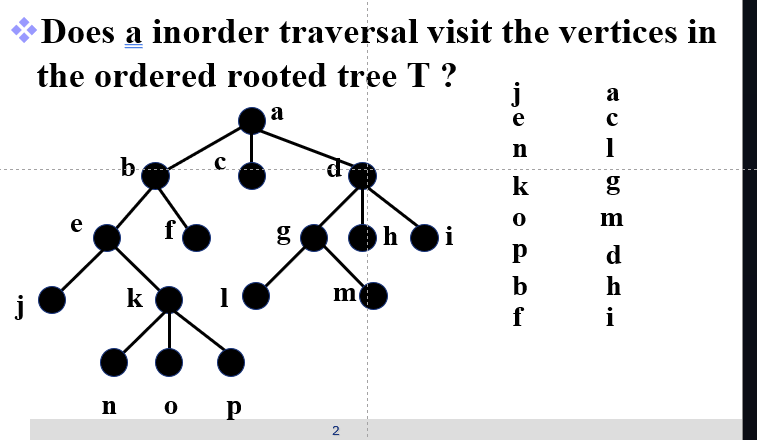 Does a inorder traversal visit the vertices in
the ordered rooted tree T ?
a
b
c
d
e
f
g
h
i
j
k
l
m
n o p
j a
e c
n l
k g
o m
p d
b h
f i
2